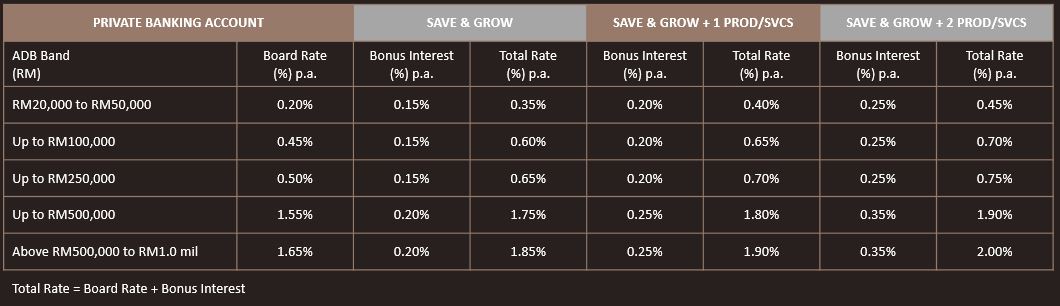 PRIVATE BANKING ACCOUNT SAVE & GROW SAVE & GROW + 1 PROD/SVCS SAVE & GROW + 2 PROD/SVCS
ADB Band Board Rate Bonus Interest Total Rate Bonus Interest Total Rate Bonus Interest Total Rate
(RM) (%) p.a. (%) p.a. (%) p.a. (%) p.a. (%) p.a. (%) p.a. (%) p.a.
RM20,000 to RM50,000 0.20% 0.15% 0.35% 0.20% 0.40% 0.25% 0.45%
Up to RM100,000 0.45% 0.15% 0.60% 0.20% 0.65% 0.25% 0.70%
Up to RM250,000 0.50% 0.15% 0.65% 0.20% 0.70% 0.25% 0.75%
Up to RM500,000 1.55% 0.20% 1.75% 0.25% 1.80% 0.35% 1.90%
Above RM500,000 to RM1.0 mil 1.65% 0.20% 1.85% 0.25% 1.90% 0.35% 2.00%
Total Rate = Board Rate + Bonus Interest